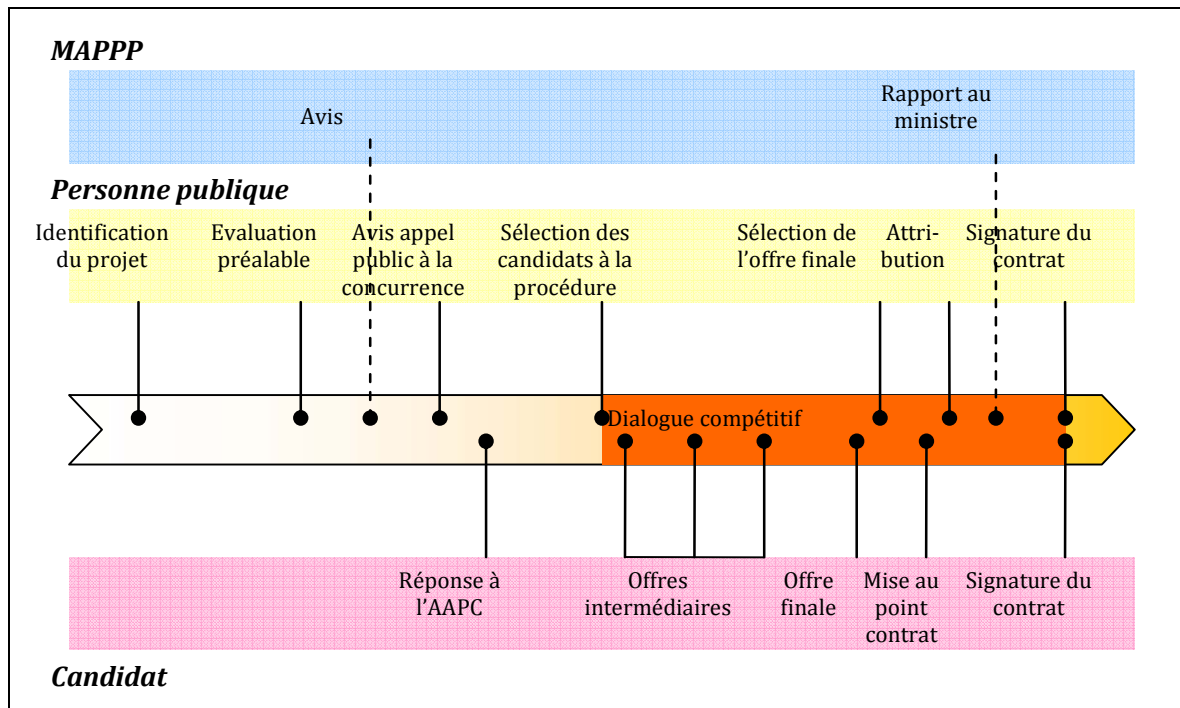 MAPPP
Avis
Rapport au
ministre
Personne publique
Identification
du projet
Evaluation
préalable
Avis appel
public à la
concurrence
Sélection des
candidats à la
procédure
Sélection de
l’offre finale
Attri-
bution
Signature du
contrat
Dialogue compétitif
Réponse à
l’AAPC
Offres
intermédiaires
Offre
finale
Mise au
point
contrat
Signature du
contrat
Candidat